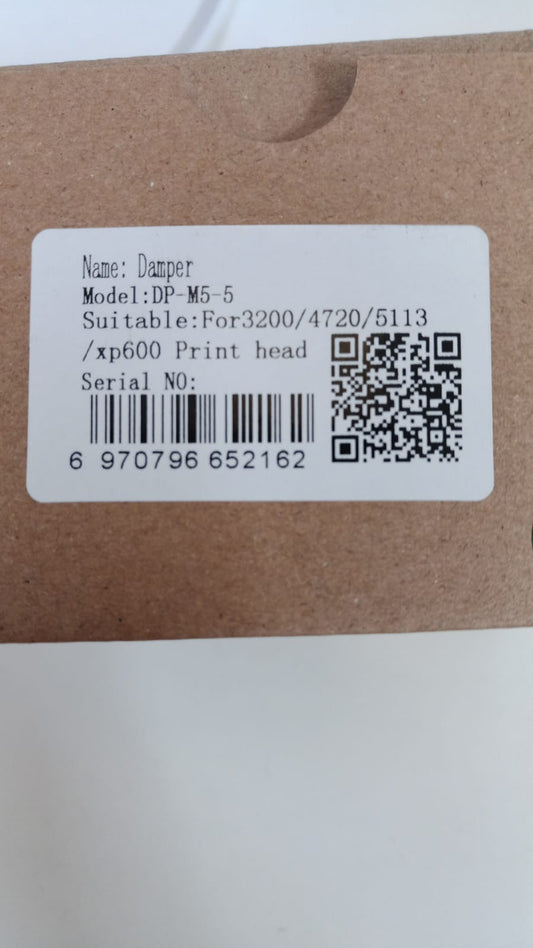 Name: Damper
Model:DP-M5-5
Suitable:For3200/4720/5113
/xp600 Print head
Serial NO:
6 970796 652162